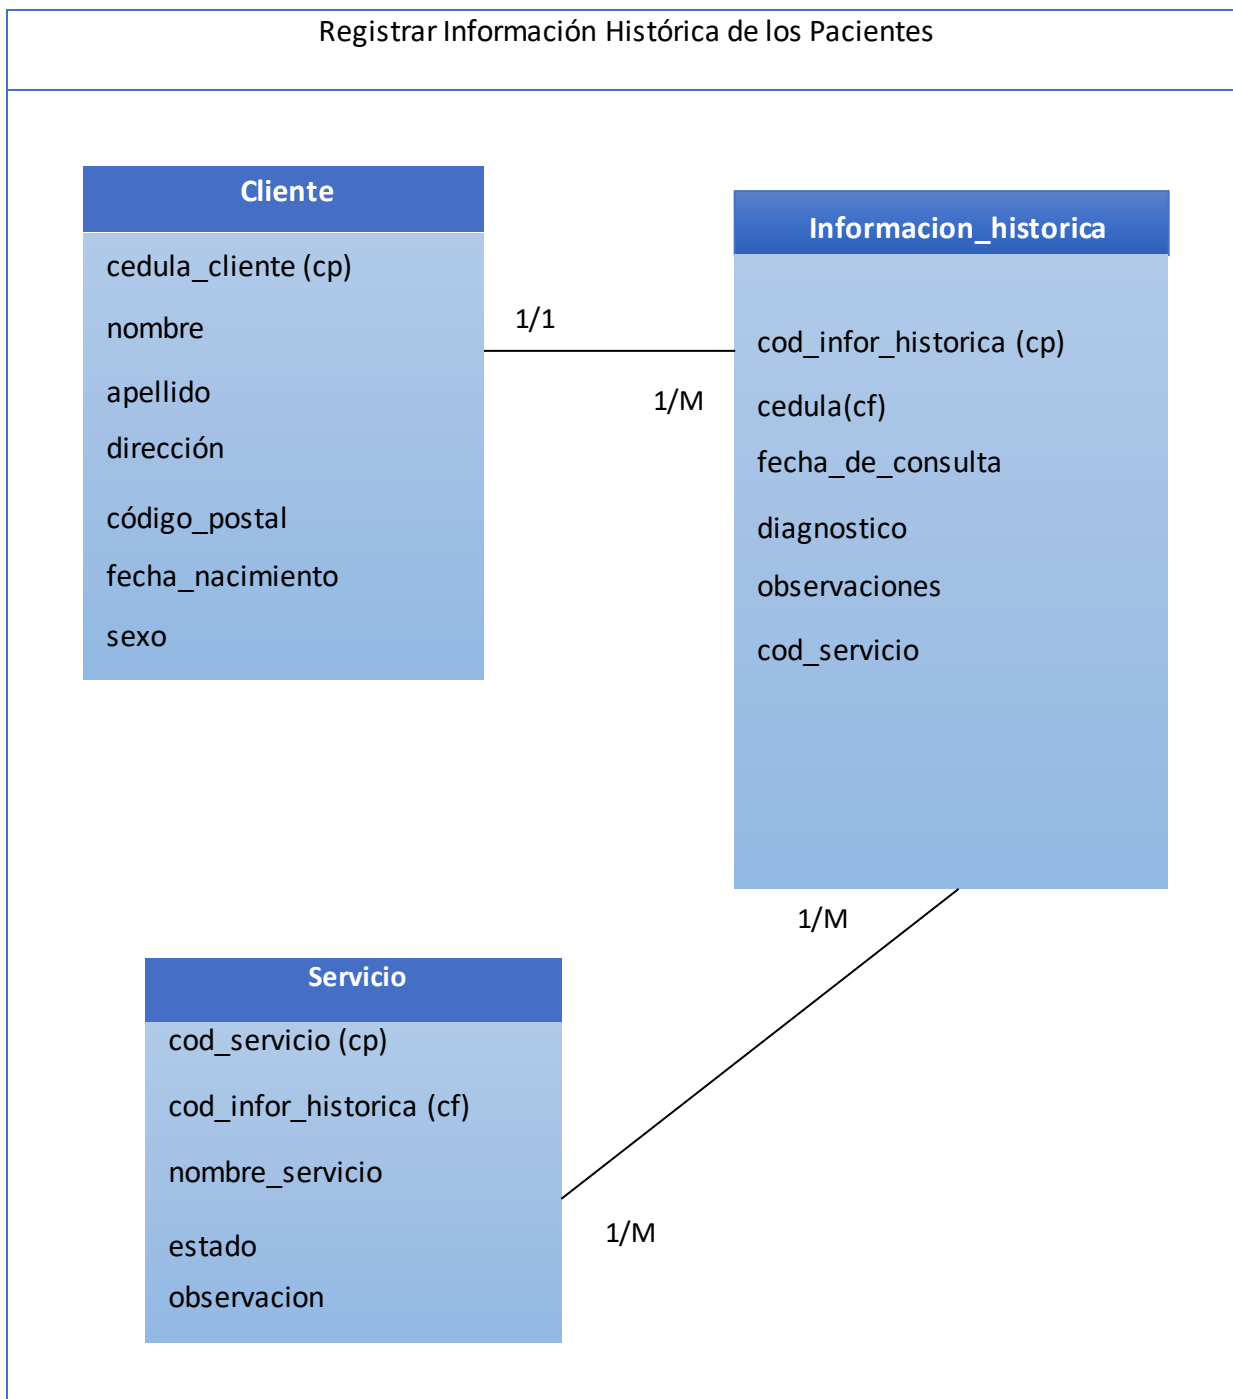 Registrar Información Histórica de los Pacientes
Cliente
cedula_cliente (cp)
nombre
apellido
dirección
código_postal
fecha_nacimiento
sexo
1/1
1/M
Informacion_historica
cod_infor_historica (cp)
cedula(cf)
fecha_de_consulta
diagnostico
observaciones
cod_servicio
1/M
Servicio
cod_servicio (cp)
cod_infor_historica (cf)
nombre_servicio
estado
observacion
1/M